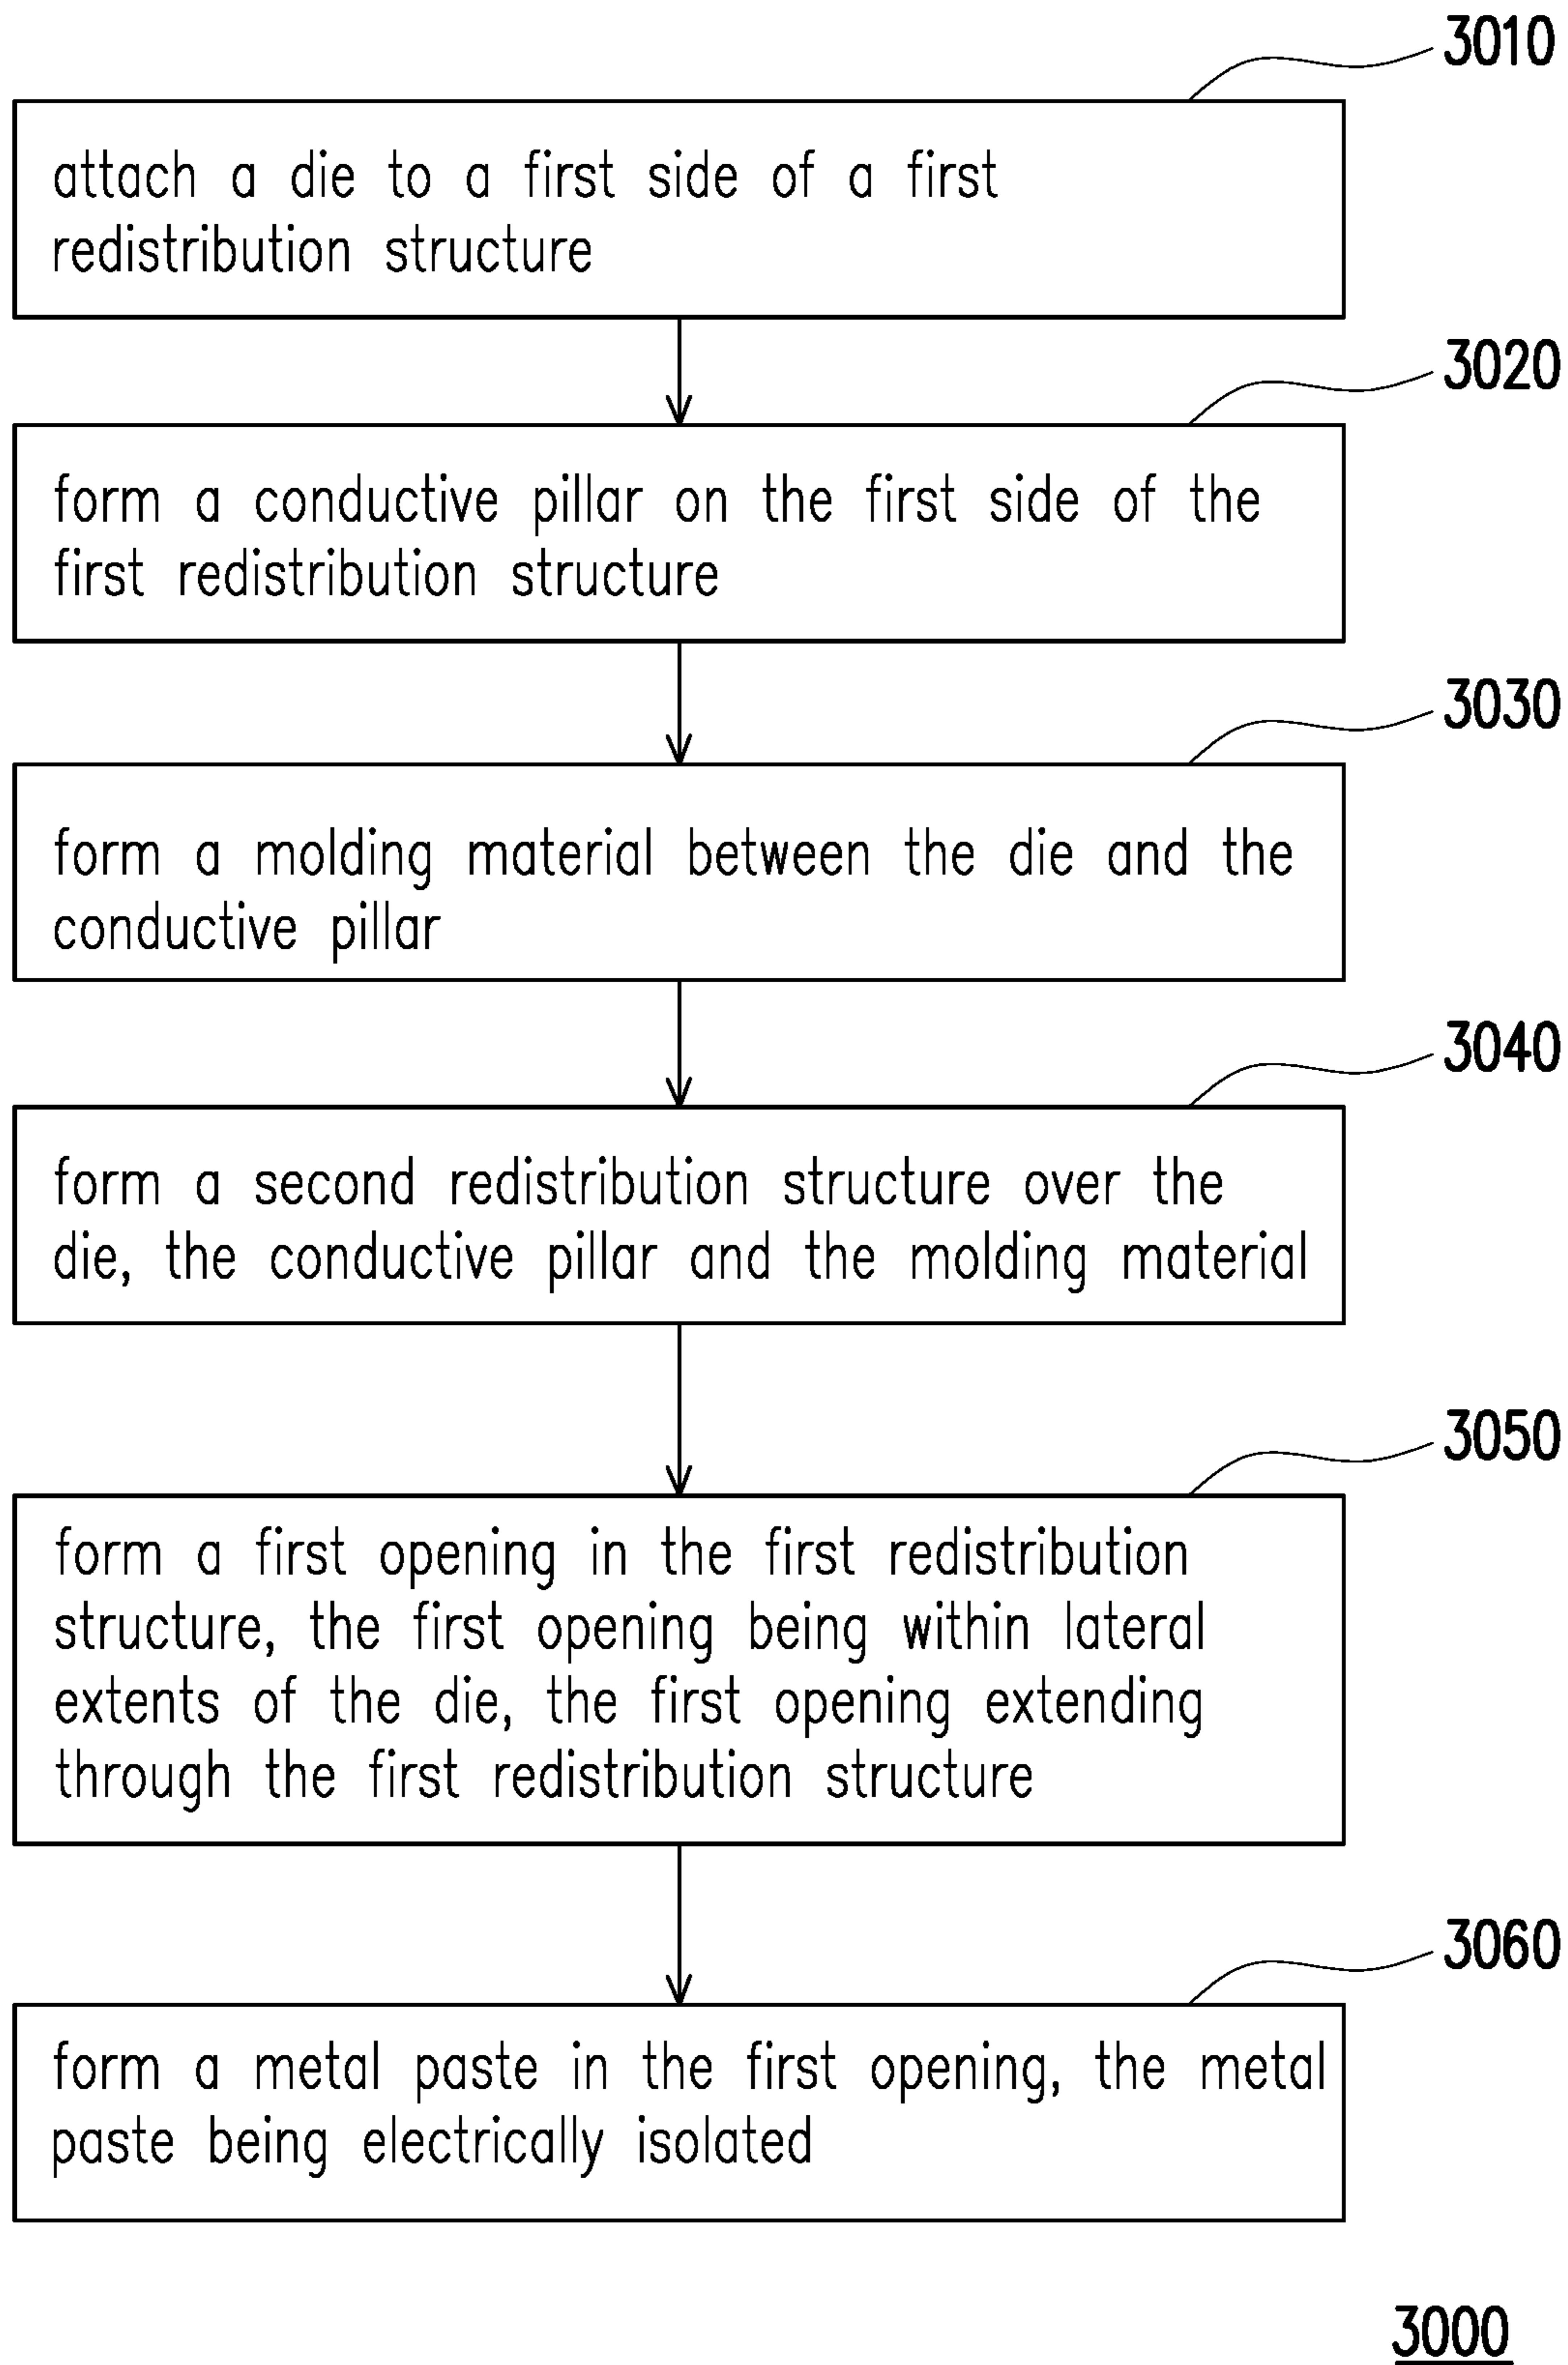 3010
attach a die to a first side of a first
redistribution structure
3020
form a conductive pillar on the first side of the
first redistribution structure
3030
form a molding material between the die and the
conductive pillar
3040
form a second redistribution structure over the
die, the conductive pillar and the molding material
3050
form a first opening in the first redistribution
structure, the first opening being within lateral
extents of the die, the first opening extending
through the first redistribution structure
3060
form a metal paste in the first opening, the metal
paste being electrically isolated
3000